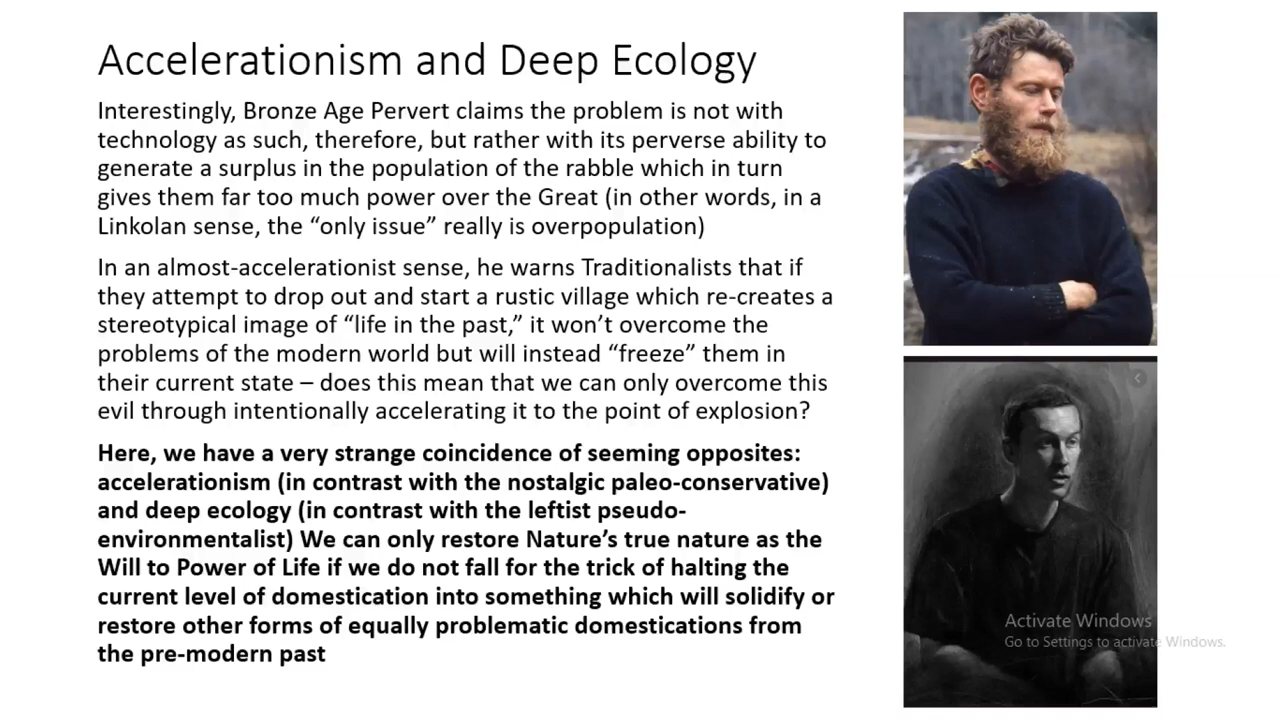 Accelerationism and Deep Ecology
Interestingly, Bronze Age Pervert claims the problem is not with
technology as such, therefore, but rather with its perverse ability to
generate a surplus in the population of the rabble which in turn
gives them far too much power over the Great (in other words, in a
Linkolan sense, the “only issue” really is overpopulation)
In an almost-accelerationist sense, he warns Traditionalists that if
they attempt to drop out and start a rustic village which re-creates a
stereotypical image of “life in the past,” it won’t overcome the
problems of the modern world but will instead “freeze” them in
their current state – does this mean that we can only overcome this
evil through intentionally accelerating it to the point of explosion?
Here, we have a very strange coincidence of seeming opposites:
accelerationism (in contrast with the nostalgic paleo-conservative)
and deep ecology (in contrast with the leftist pseudo-
environmentalist) We can only restore Nature’s true nature as the
Will to Power of Life if we do not fall for the trick of halting the
current level of domestication into something which will solidify or
restore other forms of equally problematic domestications from
the pre-modern past
Activate Windows
Go to Settings to activate Windows.